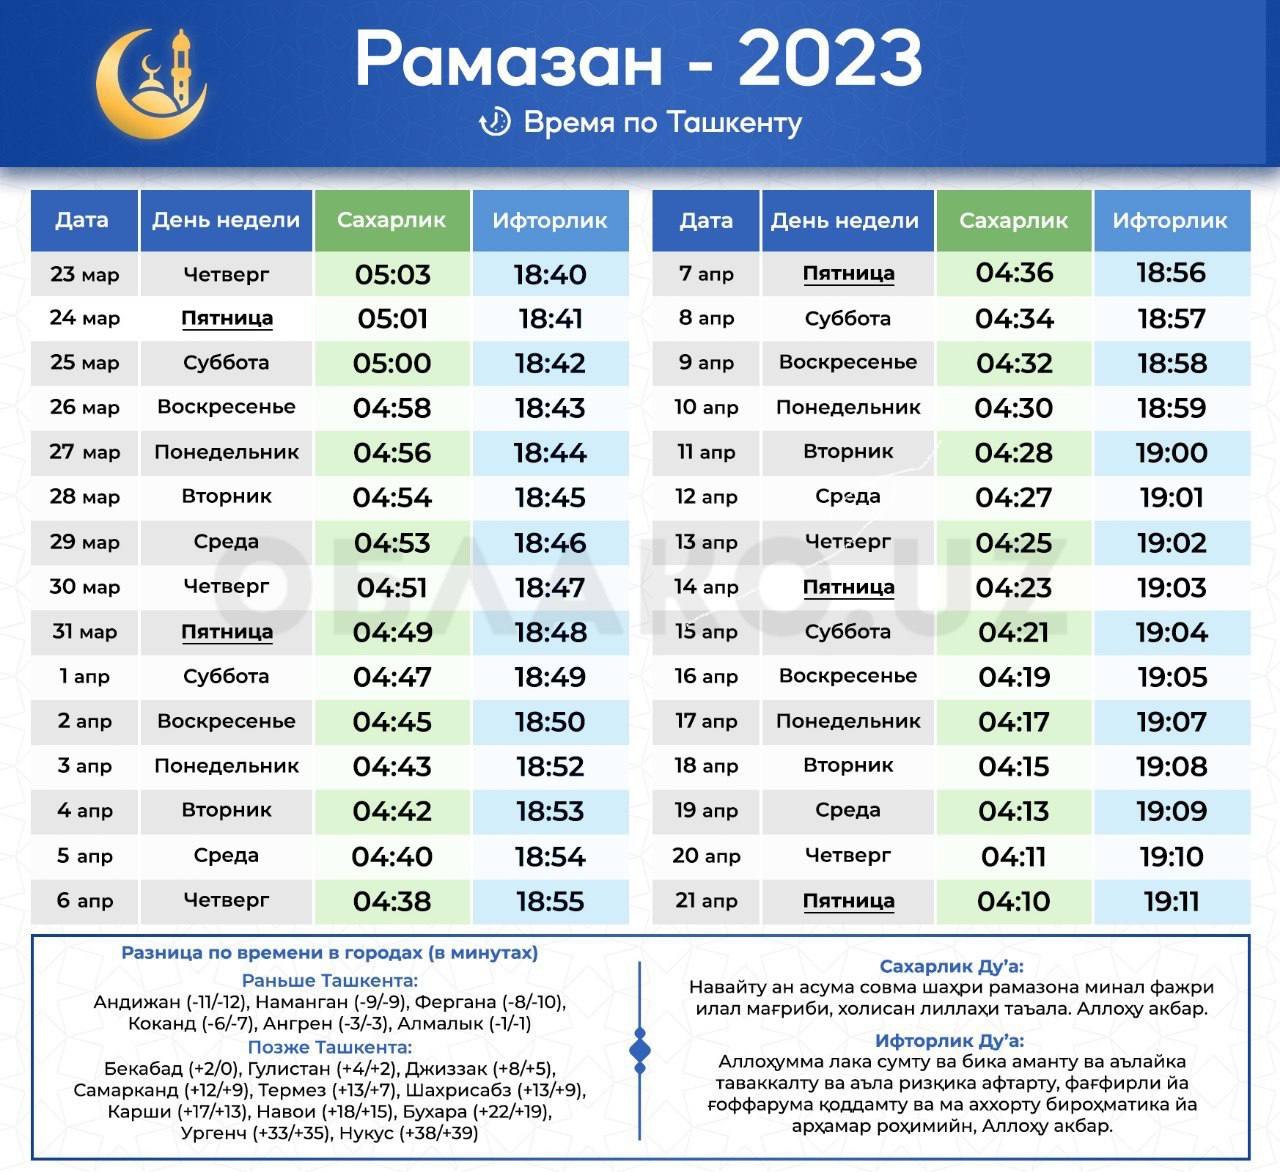 Рамазан - 2023
Время по Ташкенту
Дата День недели Сахарлик Ифторлик
23 мар Четверг 05:03 18:40
24 мар Пятница 05:01 18:41
25 мар Суббота 05:00 18:42
26 мар Воскресенье 04:58 18:43
27 мар Понедельник 04:56 18:44
28 мар Вторник 04:54 18:45
29 мар Среда 04:53 18:46
30 мар Четверг 04:51 18:47
31 мар Пятница 04:49 18:48
1 апр Суббота 04:47 18:49
2 апр Воскресенье 04:45 18:50
3 апр Понедельник 04:43 18:52
4 апр Вторник 04:42 18:53
5 апр Среда 04:40 18:54
6 апр Четверг 04:38 18:55
Дата День недели Сахарлик Ифторлик
7 апр Пятница 04:36 18:56
8 апр Суббота 04:34 18:57
9 апр Воскресенье 04:32 18:58
10 апр Понедельник 04:30 18:59
11 апр Вторник 04:28 19:00
12 апр Среда 04:27 19:01
13 апр Четверг 04:25 19:02
14 апр Пятница 04:23 19:03
15 апр Суббота 04:21 19:04
16 апр Воскресенье 04:19 19:05
17 апр Понедельник 04:17 19:07
18 апр Вторник 04:15 19:08
19 апр Среда 04:13 19:09
20 апр Четверг 04:11 19:10
21 апр Пятница 04:10 19:11
ОБЛАКО.UZ
Разница по времени в городах (в минутах)
Раньше Ташкента:
Андижан (-11/-12), Наманган (-9/-9), Фергана (-8/-10),
Коканд (-6/-7), Ангрен (-3/-3), Алмалык (-1/-1)
Позже Ташкента:
Бекабад (+2/0), Гулистан (+4/+2), Джиззак (+8/+5),
Самарканд (+12/+9), Термез (+13/+7), Шахрисабз (+13/+9),
Карши (+17/+13), Навои (+18/+15), Бухара (+22/+19),
Ургенч (+33/+35), Нукус (+38/+39)
Сахарлик Ду’а:
Навайту ан асума совма шаҳри рамазона минал фажри
илал мағриби, холисан лиллаҳи таъала. Аллоҳу акбар.
Ифторлик Ду’а:
Аллоҳумма лака сумту ва бика аманту ва аълайка
таваккалту ва аъла ризқика афтарту, фағфирли йа
ғоффарума қоддамту ва ма аххорту бироҳматика йа
арҳамар роҳимийн, Аллоҳу акбар.